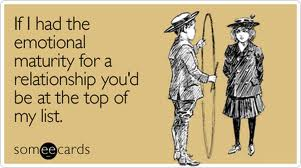 If I had the
emotional
maturity for a
relationship you'd
be at the top of
my list.
someecards